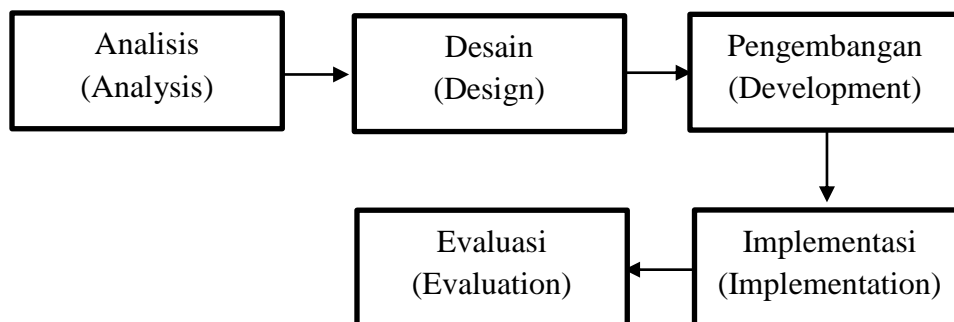 Analisis
(Analysis)
Desain
(Design)
Pengembangan
(Development)
Implementasi
(Implementation)
Evaluasi
(Evaluation)